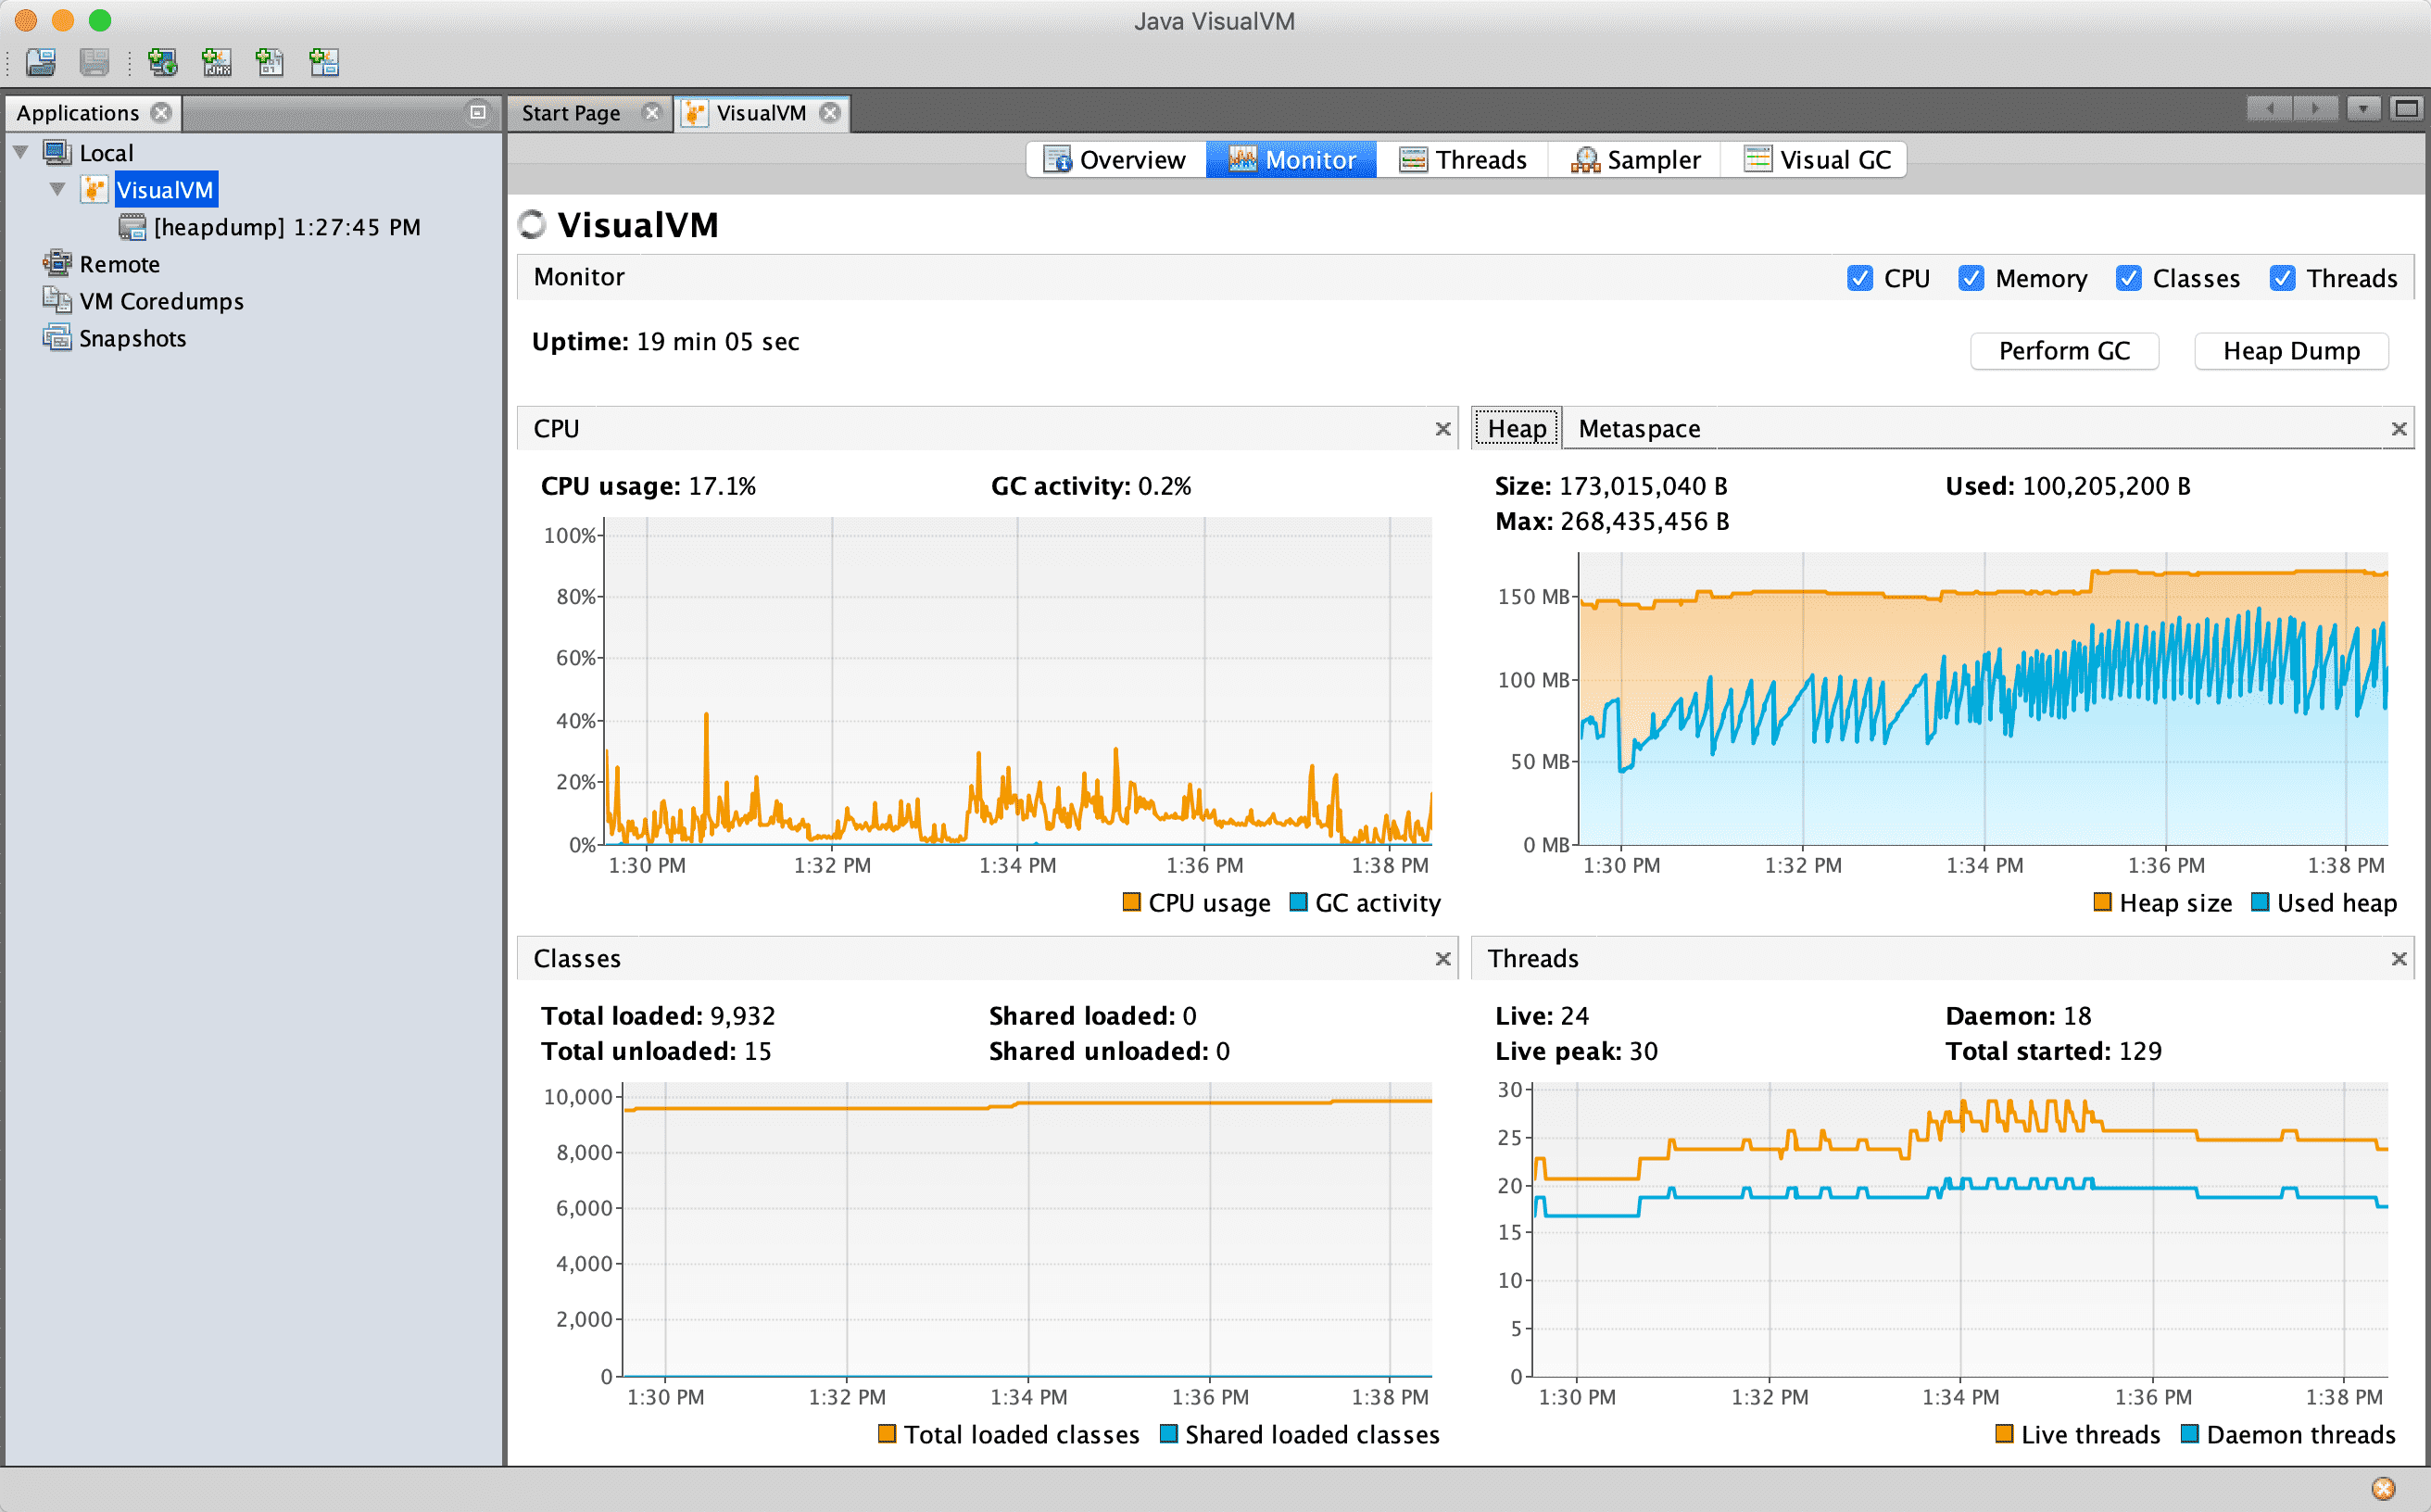 Java VisualVM
JMX
Applications
Start Page
VisualVM
Local
VisualVM
[heapdump] 1:27:45 PM
Remote
VM Coredumps
Snapshots
Overview
Monitor
Threads
Sampler
Visual GC
VisualVM
Monitor
CPU
Memory
Classes
Threads
Uptime: 19 min 05 sec
Perform GC
Heap Dump
CPU
CPU usage: 17.1%
GC activity: 0.2%
100%
80%
60%
40%
20%
0%
1:30 PM 1:32 PM 1:34 PM 1:36 PM 1:38 PM
CPU usage GC activity
Heap
Metaspace
Size: 173,015,040 B
Used: 100,205,200 B
Max: 268,435,456 B
150 MB
100 MB
50 MB
0 MB
1:30 PM 1:32 PM 1:34 PM 1:36 PM 1:38 PM
Heap size Used heap
Classes
Total loaded: 9,932
Shared loaded: 0
Total unloaded: 15
Shared unloaded: 0
10,000
8,000
6,000
4,000
2,000
0
1:30 PM 1:32 PM 1:34 PM 1:36 PM 1:38 PM
Total loaded classes Shared loaded classes
Threads
Live: 24
Daemon: 18
Live peak: 30
Total started: 129
30
25
20
15
10
5
0
1:30 PM 1:32 PM 1:34 PM 1:36 PM 1:38 PM
Live threads Daemon threads